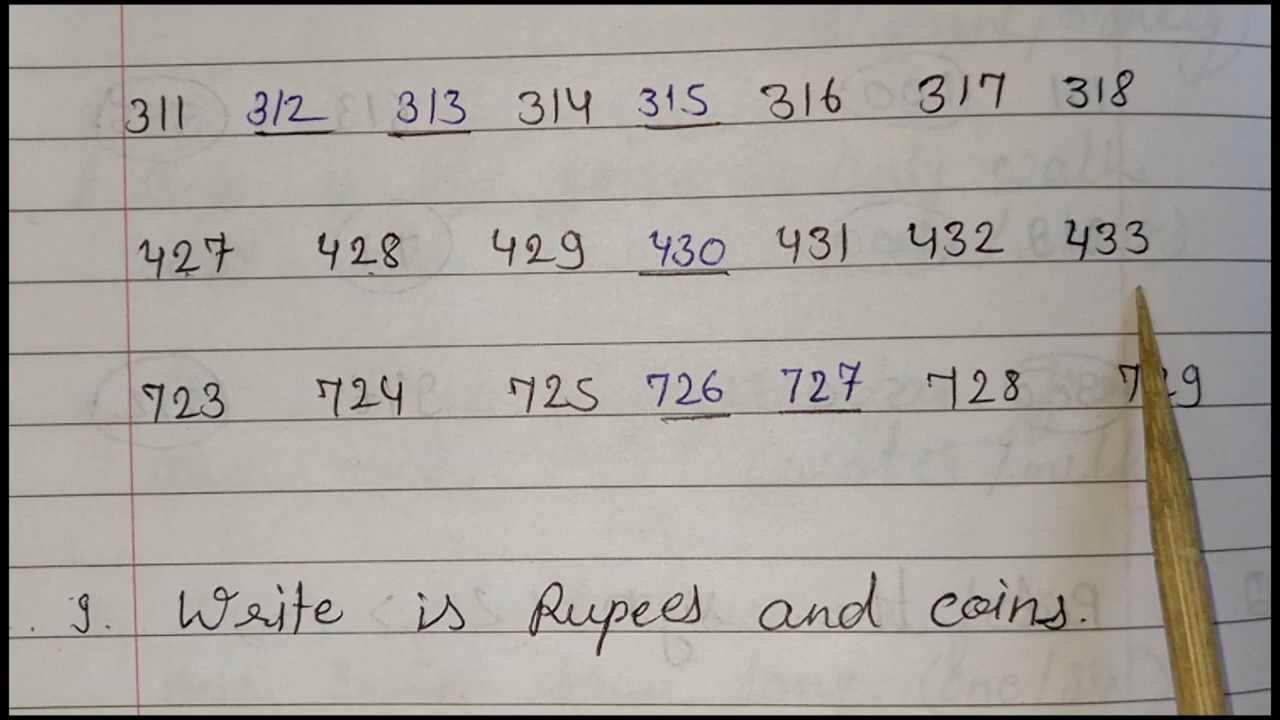 311 312 313 314 315 316 317 318
427 428 429 430 431 432 433
723 724 725 726 727 728 729
9. Write is Rupees and coins.